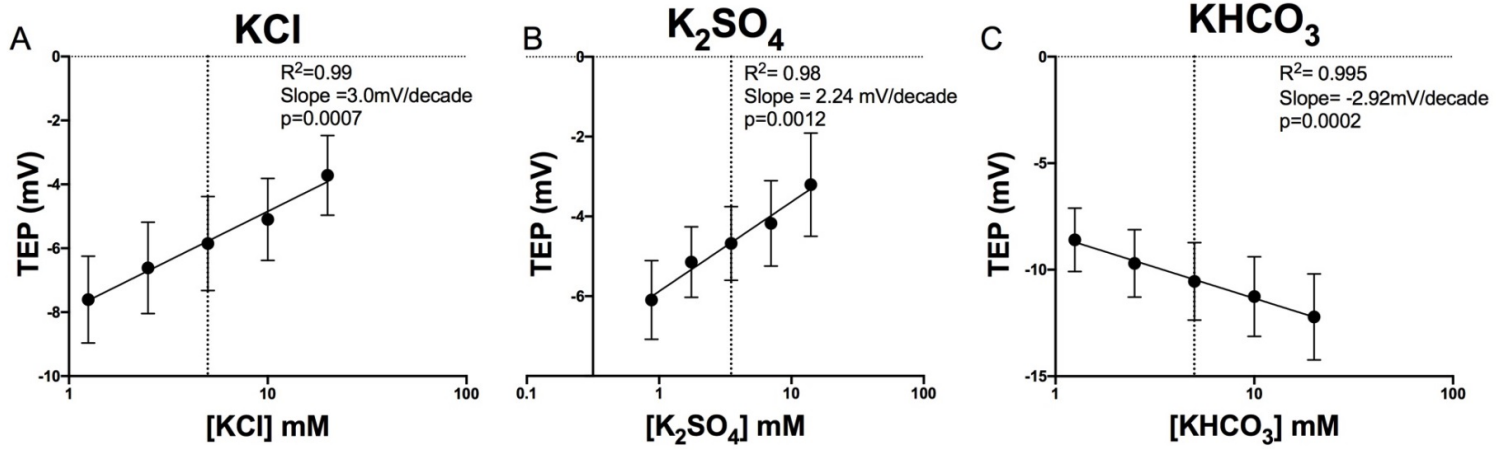 A
KCl
TEP (mV)
0
-2
-4
-6
-8
-10
R²=0.99
Slope =3.0mV/decade
p=0.0007
1
10
100
[KCl] mM
B
K₂SO₄
TEP (mV)
0
-2
-4
-6
R²= 0.98
Slope = 2.24 mV/decade
p=0.0012
0.1
1
10
100
[K₂SO₄] mM
C
KHCO₃
TEP (mV)
0
-5
-10
-15
R²= 0.995
Slope= -2.92mV/decade
p=0.0002
1
10
100
[KHCO₃] mM